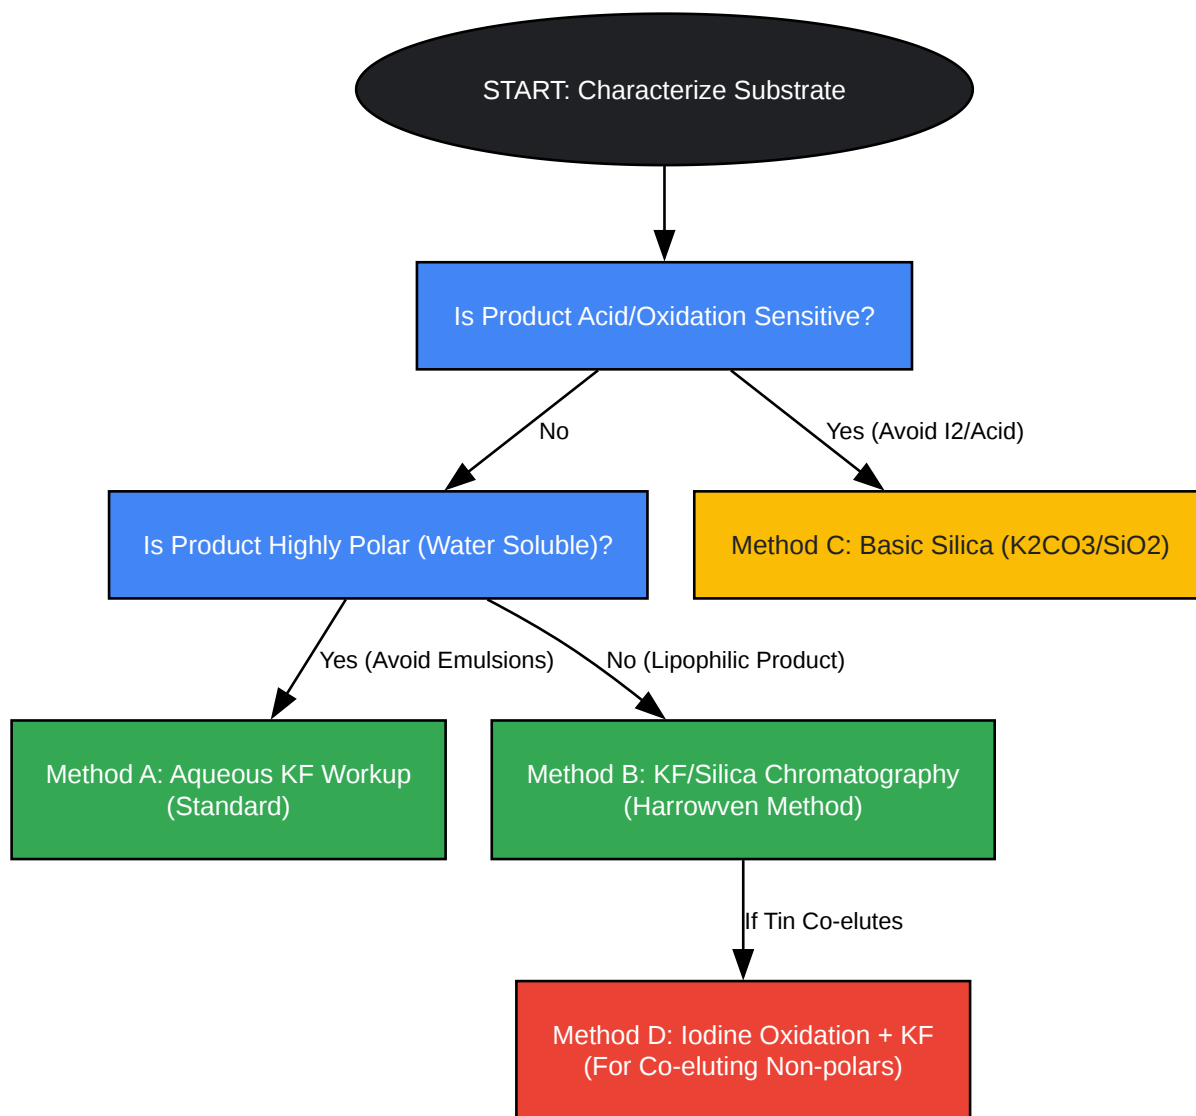 START: Characterize Substrate
Is Product Acid/Oxidation Sensitive?
No
Yes (Avoid I2/Acid)
Is Product Highly Polar (Water Soluble)?
Method C: Basic Silica (K2CO3/SiO2)
Yes (Avoid Emulsions)
No (Lipophilic Product)
Method A: Aqueous KF Workup
(Standard)
Method B: KF/Silica Chromatography
(Harrowven Method)
If Tin Co-elutes
Method D: Iodine Oxidation + KF
(For Co-eluting Non-polars)